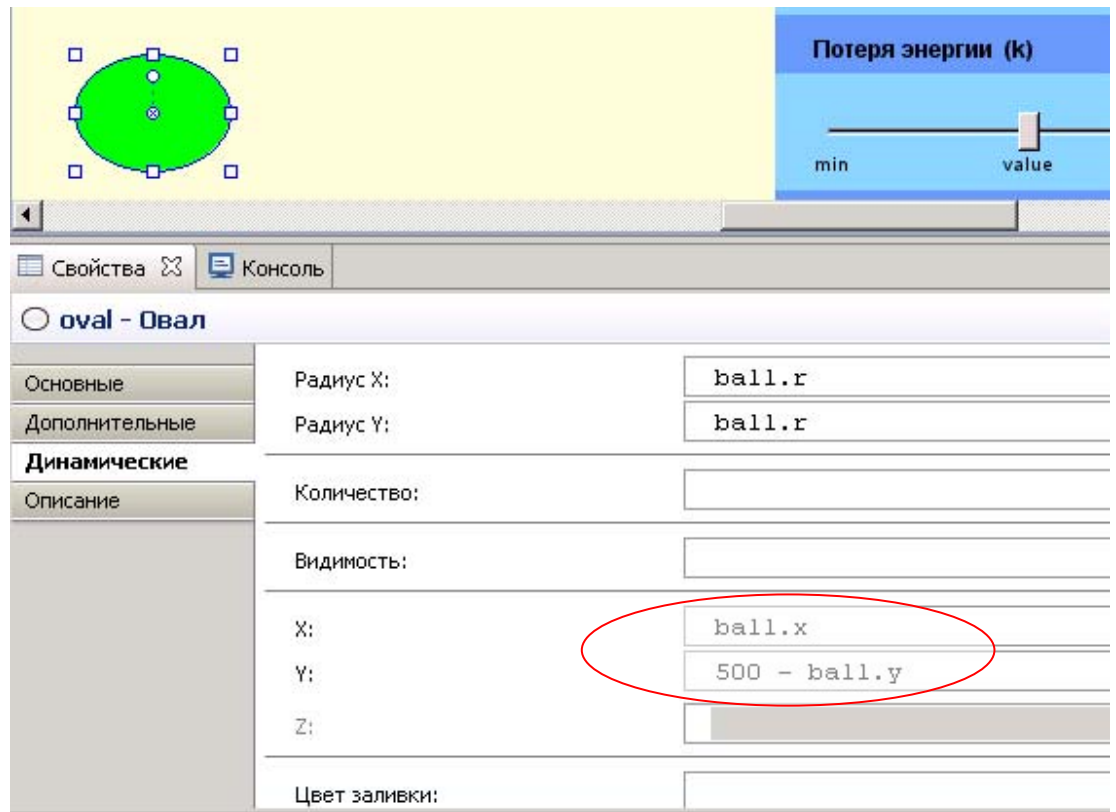 Потеря энергии (k)
min value
Свойства Консоль
oval - Овал
Основные
Дополнительные
Динамические
Описание
Радиус X: ball.r
Радиус Y: ball.r
Количество:
Видимость:
X: ball.x
Y: 500 - ball.y
Z:
Цвет заливки: